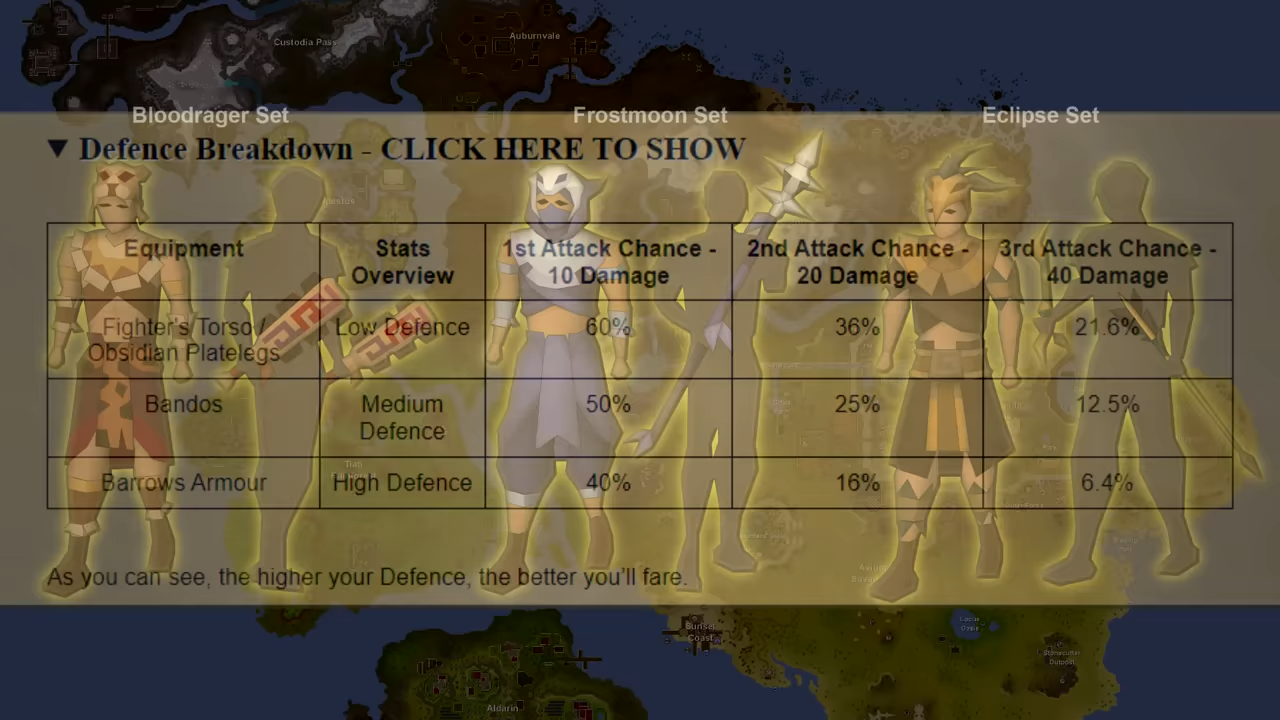 Custodia Pass
Auburnvale
Bloodrager Set
Frostmoon Set
Eclipse Set
▼ Defence Breakdown - CLICK HERE TO SHOW
Equipment
Stats
Overview
1st Attack Chance -
10 Damage
2nd Attack Chance -
20 Damage
3rd Attack Chance -
40 Damage
Fighter's Torso /
Obsidian Platelegs
Low Defence
60%
36%
21.6%
Bandos
Medium
Defence
50%
25%
12.5%
Barrows Armour
High Defence
40%
16%
6.4%
As you can see, the higher your Defence, the better you'll fare.
Sunset
Coast
Stonecutter
Outpost
Aldarin